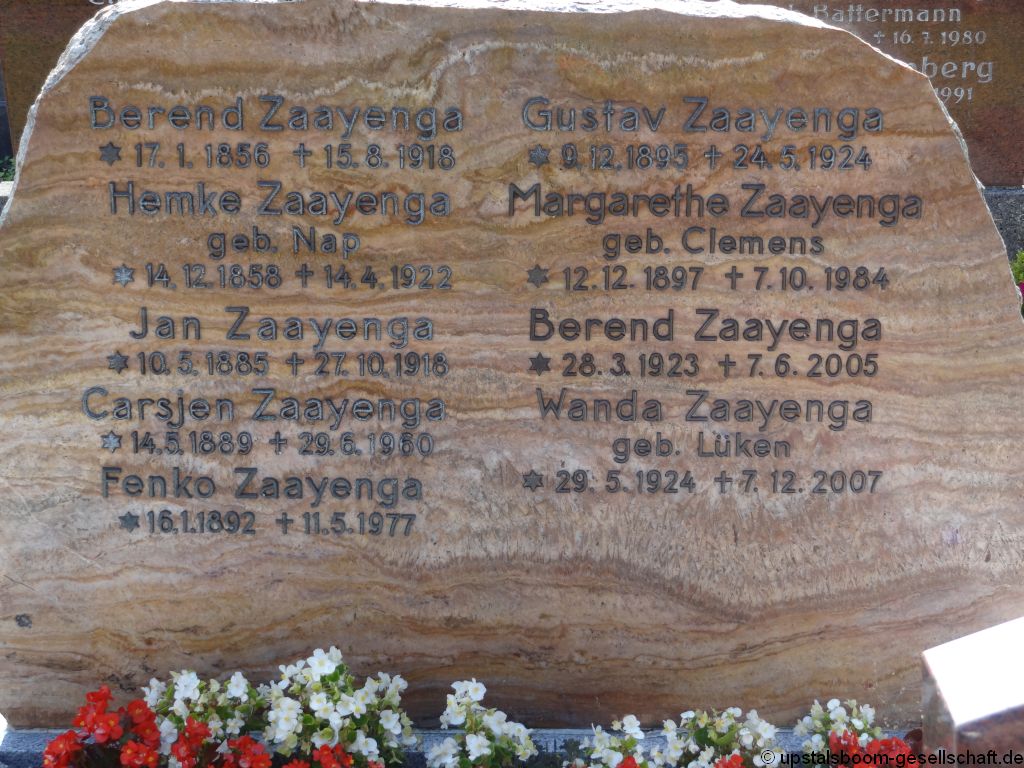 Battermann
✝ 16.7.1980
berg
1991
Berend Zaayenga
* 17.1.1856 ✝ 15.8.1918
Hemke Zaayenga
geb. Nap
* 14.12.1858 ✝ 14.4.1922
Jan Zaayenga
* 10.5.1885 ✝ 27.10.1918
Carsjen Zaayenga
* 14.5.1889 ✝ 29.6.1960
Fenko Zaayenga
* 16.1.1892 ✝ 11.5.1977
Gustav Zaayenga
* 9.12.1895 ✝ 24.5.1924
Margarethe Zaayenga
geb. Clemens
* 12.12.1897 ✝ 7.10.1984
Berend Zaayenga
* 28.3.1923 ✝ 7.6.2005
Wanda Zaayenga
geb. Lüken
* 29.5.1924 ✝ 7.12.2007
© upstalsboom-gesellschaft.de